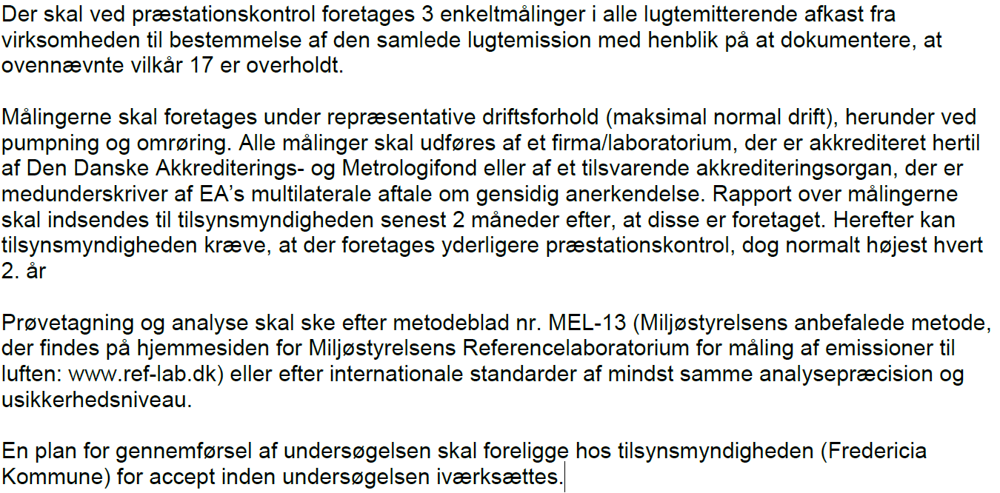 Der skal ved præstationskontrol foretages 3 enkeltmålinger i alle lugtemitterende afkast fra
virksomheden til bestemmelse af den samlede lugtemission med henblik på at dokumentere, at
ovennævnte vilkår 17 er overholdt.
Målingerne skal foretages under repræsentative driftsforhold (maksimal normal drift), herunder ved
pumpning og omrøring. Alle målinger skal udføres af et firma/laboratorium, der er akkrediteret hertil
af Den Danske Akkrediterings- og Metrologifond eller af et tilsvarende akkrediteringsorgan, der er
medunderskriver af EA’s multilaterale aftale om gensidig anerkendelse. Rapport over målingerne
skal indsendes til tilsynsmyndigheden senest 2 måneder efter, at disse er foretaget. Herefter kan
tilsynsmyndigheden kræve, at der foretages yderligere præstationskontrol, dog normalt højest hvert
2. år
Prøvetagning og analyse skal ske efter metodeblad nr. MEL-13 (Miljøstyrelsens anbefalede metode,
der findes på hjemmesiden for Miljøstyrelsens Referencelaboratorium for måling af emissioner til
luften: www.ref-lab.dk) eller efter internationale standarder af mindst samme analysepræcision og
usikkerhedsniveau.
En plan for gennemførsel af undersøgelsen skal foreligge hos tilsynsmyndigheden (Fredericia
Kommune) for accept inden undersøgelsen iværksættes.